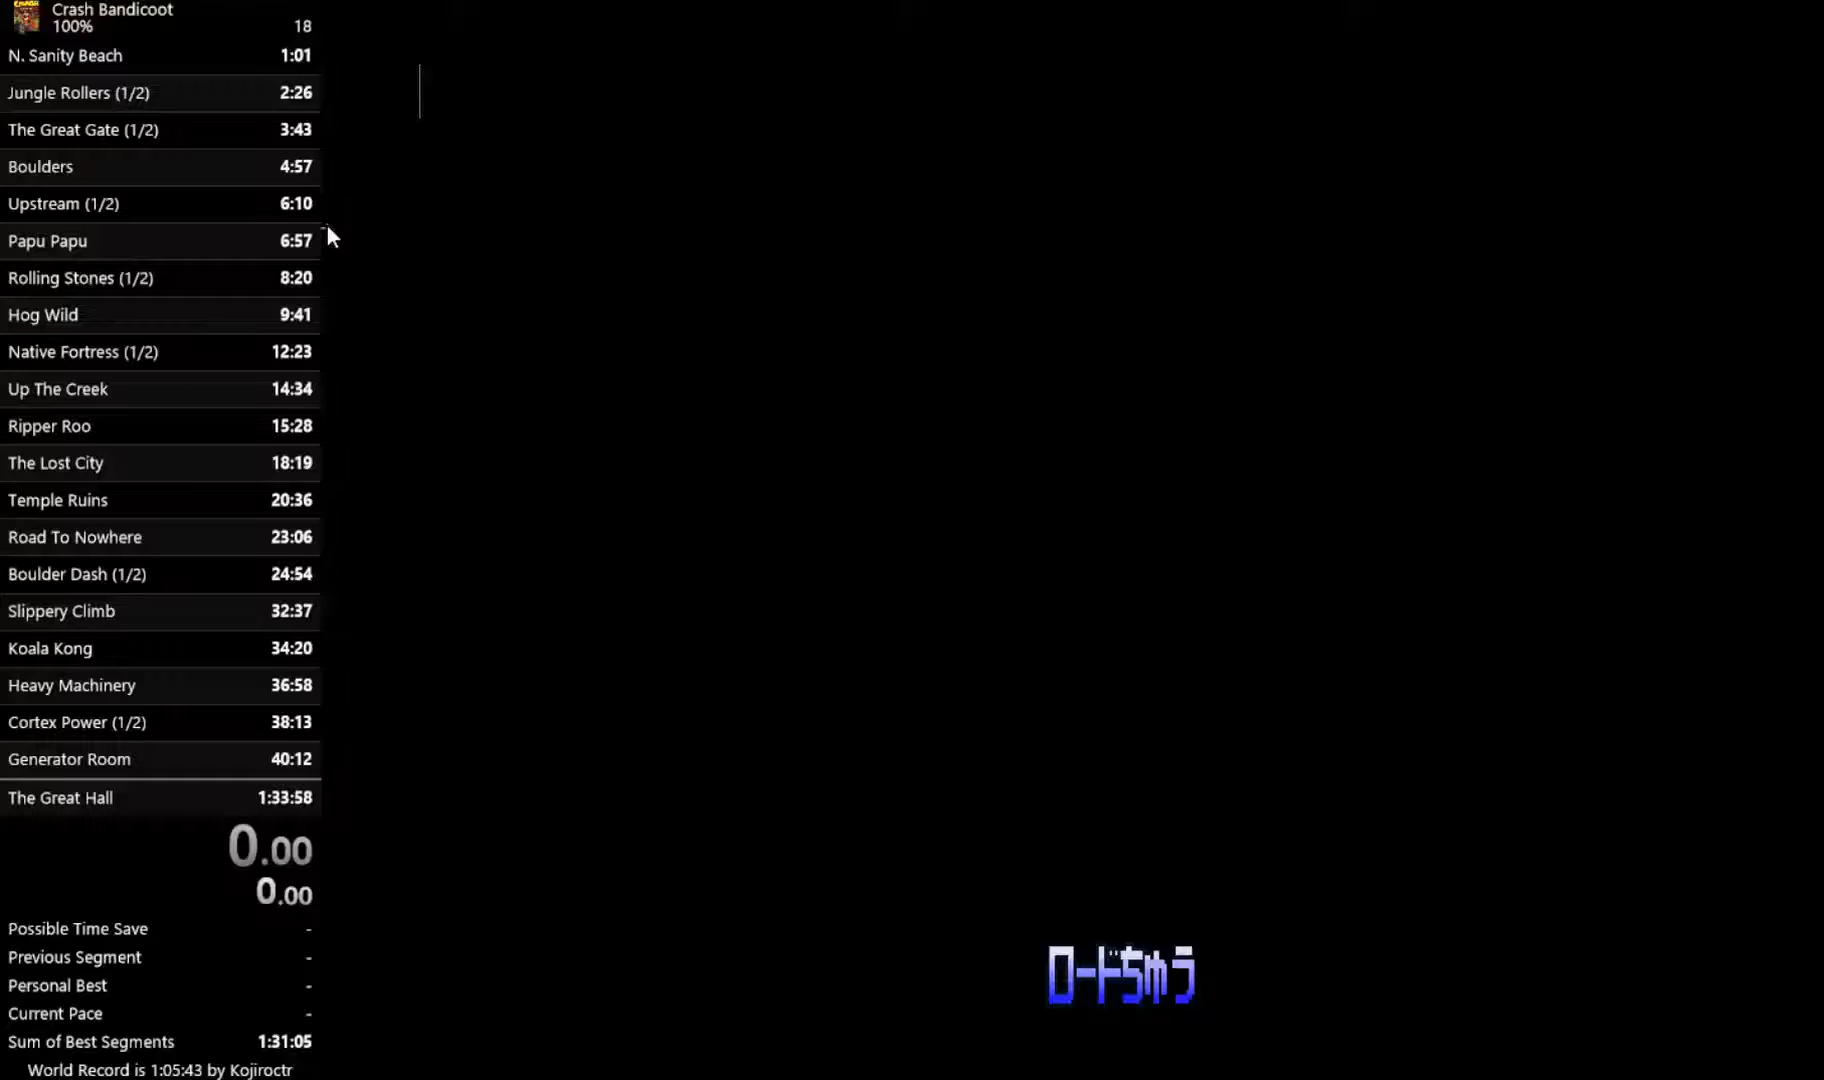 Crash Bandicoot
100% 18
N. Sanity Beach 1:01
Jungle Rollers (1/2) 2:26
The Great Gate (1/2) 3:43
Boulders 4:57
Upstream (1/2) 6:10
Papu Papu 6:57
Rolling Stones (1/2) 8:20
Hog Wild 9:41
Native Fortress (1/2) 12:23
Up The Creek 14:34
Ripper Roo 15:28
The Lost City 18:19
Temple Ruins 20:36
Road To Nowhere 23:06
Boulder Dash (1/2) 24:54
Slippery Climb 32:37
Koala Kong 34:20
Heavy Machinery 36:58
Cortex Power (1/2) 38:13
Generator Room 40:12
The Great Hall 1:33:58
0.00
0.00
Possible Time Save -
Previous Segment -
Personal Best -
Current Pace -
Sum of Best Segments 1:31:05
World Record is 1:05:43 by Kojiroctr
ロードちゅう